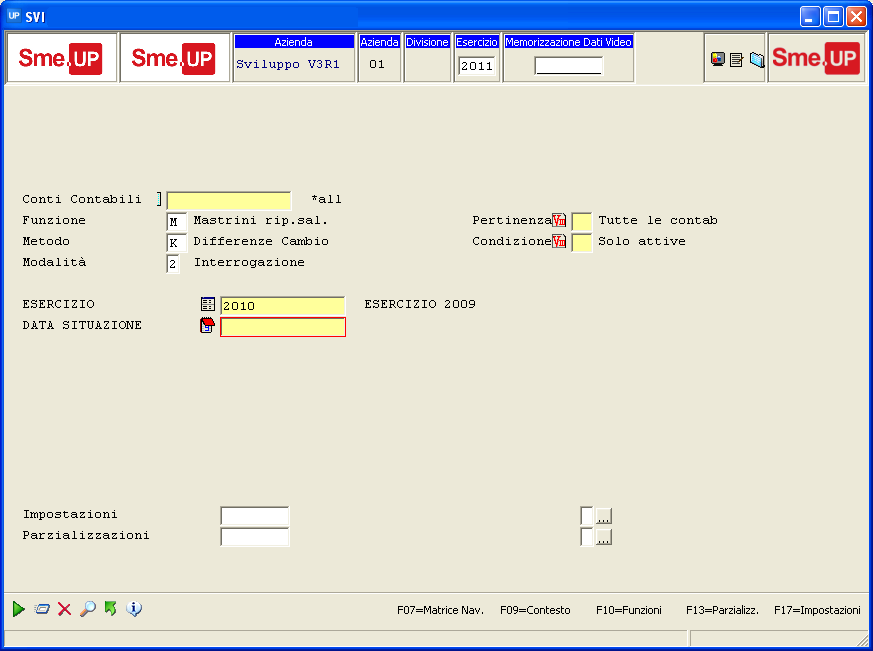 UP SVI
Azienda Azienda Divisione Esercizio Memorizzazione Dati Video
Sme.UP Sme.UP Sviluppo V3R1 01 2011 Sme.UP
Conti Contabili ] *all
Funzione M Mastrini rip.sal. Pertinenza Vm Tutte le contab
Metodo K Differenze Cambio Condizione Vm Solo attive
Modalità 2 Interrogazione
ESERCIZIO 2010 ESERCIZIO 2009
DATA SITUAZIONE
Impostazioni ...
Parzializzazioni ...
F07=Matrice Nav. F09=Contesto F10=Funzioni F13=Parzializz. F17=Impostazioni